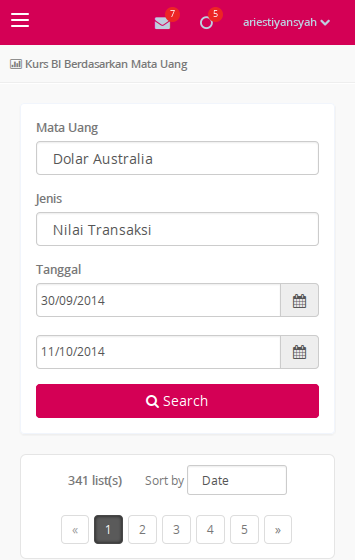 7
5
ariestiyansyah
Kurs BI Berdasarkan Mata Uang
Mata Uang
Dolar Australia
Jenis
Nilai Transaksi
Tanggal
30/09/2014
11/10/2014
Search
341 list(s) Sort by Date
« 1 2 3 4 5 »